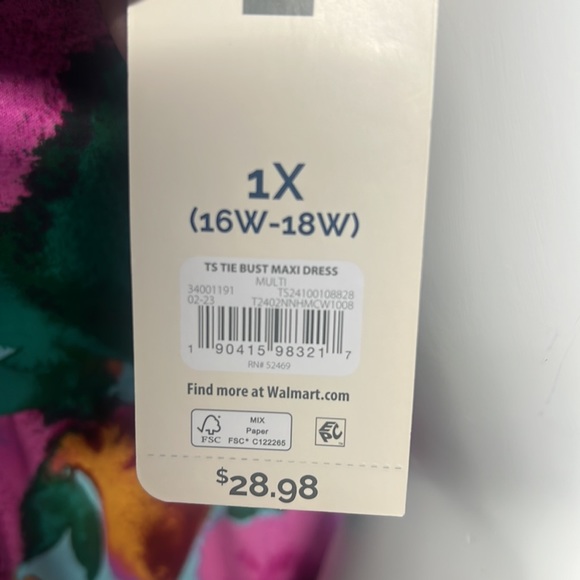 1X
(16W-18W)
TS TIE BUST MAXI DRESS
MULTI
34001191 TS24100108828
02-23 T2402NNHMCW1008
1 90415 98321 7
RN# 52469
Find more at Walmart.com
MIX
Paper
FSC FSC® C122265
$28.98